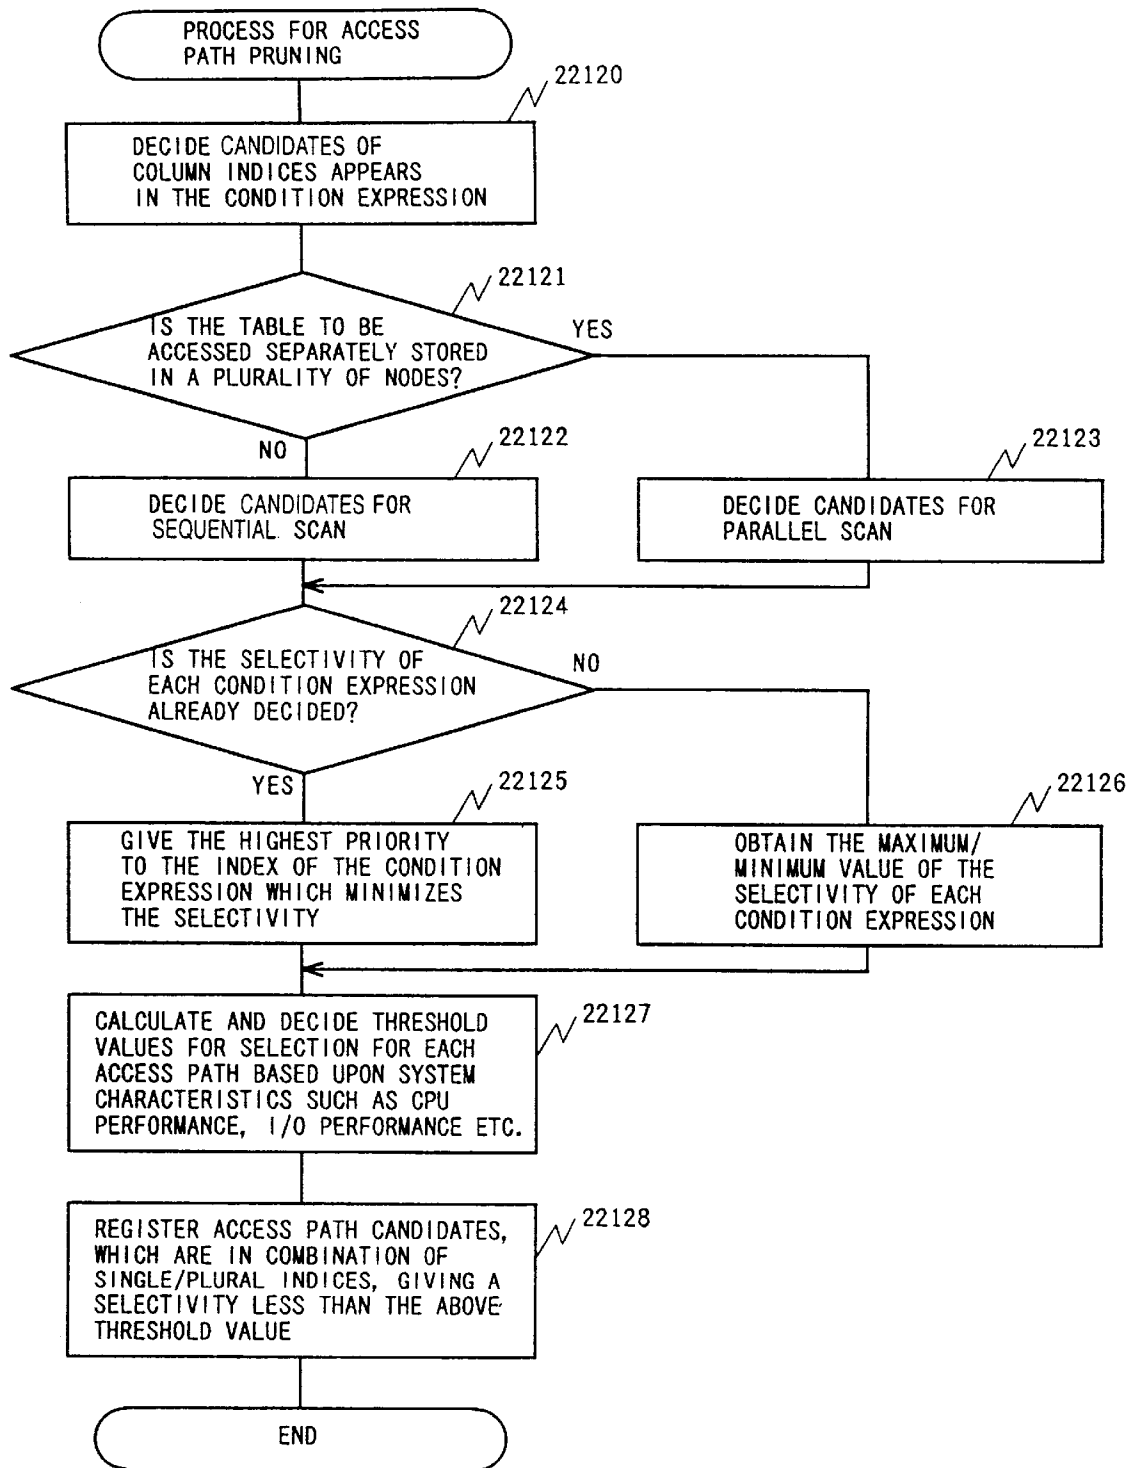 PROCESS FOR ACCESS
PATH PRUNING
22120
DECIDE CANDIDATES OF
COLUMN INDICES APPEARS
IN THE CONDITION EXPRESSION
22121
IS THE TABLE TO BE
ACCESSED SEPARATELY STORED
IN A PLURALITY OF NODES?
YES
NO
22122
DECIDE CANDIDATES FOR
SEQUENTIAL SCAN
22123
DECIDE CANDIDATES FOR
PARALLEL SCAN
22124
IS THE SELECTIVITY OF
EACH CONDITION EXPRESSION
ALREADY DECIDED?
NO
YES
22125
GIVE THE HIGHEST PRIORITY
TO THE INDEX OF THE CONDITION
EXPRESSION WHICH MINIMIZES
THE SELECTIVITY
22126
OBTAIN THE MAXIMUM/
MINIMUM VALUE OF THE
SELECTIVITY OF EACH
CONDITION EXPRESSION
22127
CALCULATE AND DECIDE THRESHOLD
VALUES FOR SELECTION FOR EACH
ACCESS PATH BASED UPON SYSTEM
CHARACTERISTICS SUCH AS CPU
PERFORMANCE, I/O PERFORMANCE ETC.
22128
REGISTER ACCESS PATH CANDIDATES,
WHICH ARE IN COMBINATION OF
SINGLE/PLURAL INDICES, GIVING A
SELECTIVITY LESS THAN THE ABOVE
THRESHOLD VALUE
END